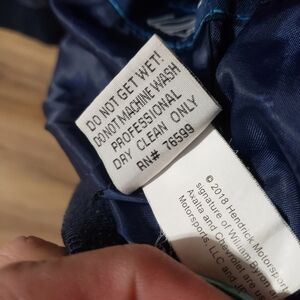 DO NOT GET WET!
DO NOT MACHINE WASH
PROFESSIONAL
DRY CLEAN ONLY
RN# 76599
© 2018 Hendrick Motorsport
signature of William Byron
Axalta and Chevrolet
Motorsports, LLC